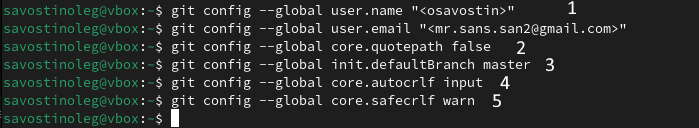 savostinoleg@vbox:~$ git config --global user.name "<osavostin>" 1
savostinoleg@vbox:~$ git config --global user.email "<mr.sans.san2@gmail.com>"
savostinoleg@vbox:~$ git config --global core.quotepath false 2
savostinoleg@vbox:~$ git config --global init.defaultBranch master 3
savostinoleg@vbox:~$ git config --global core.autocrlf input 4
savostinoleg@vbox:~$ git config --global core.safecrlf warn 5
savostinoleg@vbox:~$